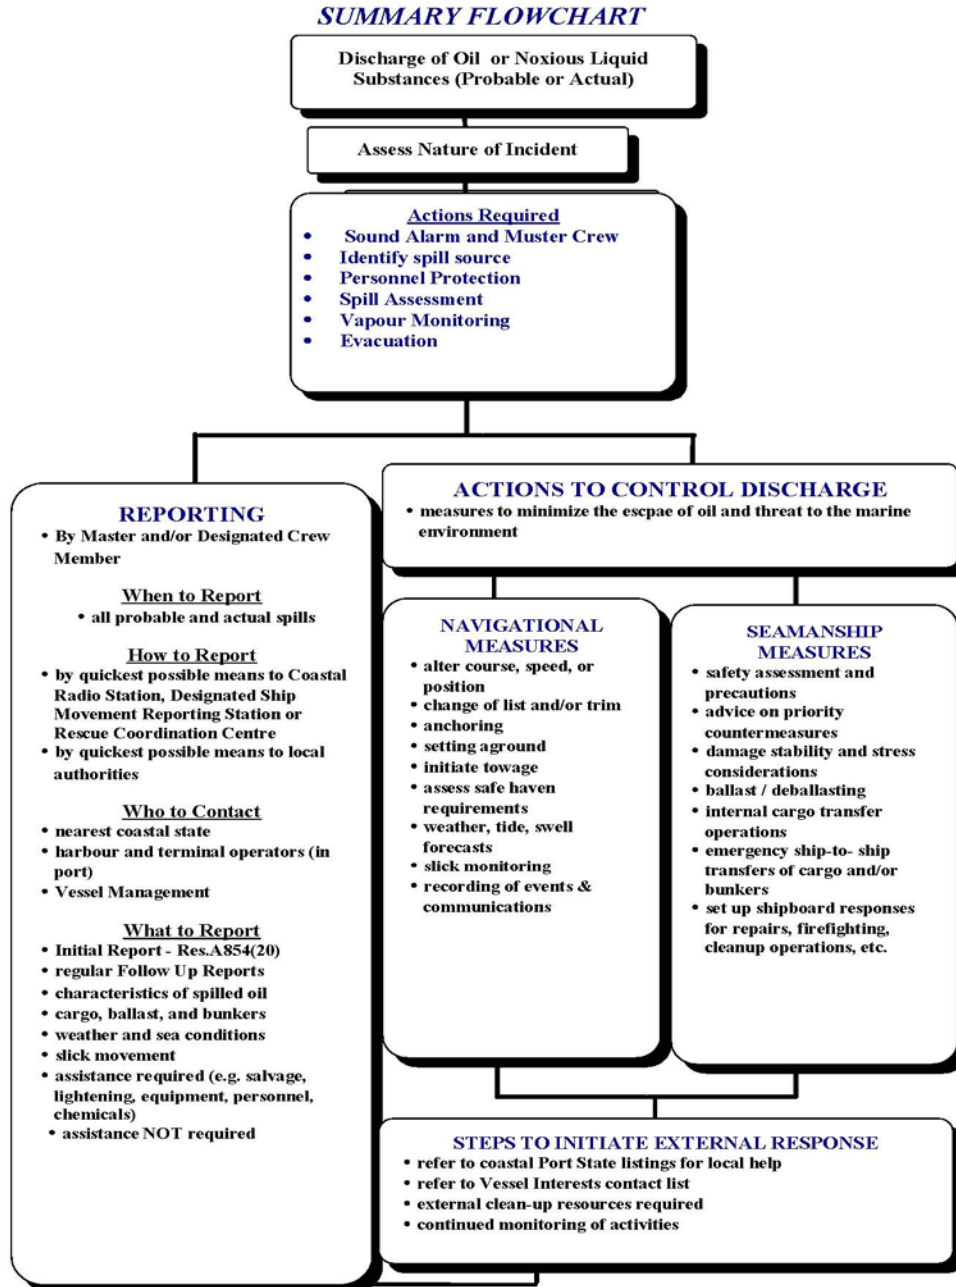 SUMMARY FLOWCHART
Discharge of Oil or Noxious Liquid
Substances (Probable or Actual)
Assess Nature of Incident
Actions Required
• Sound Alarm and Muster Crew
• Identify spill source
• Personnel Protection
• Spill Assessment
• Vapour Monitoring
• Evacuation
REPORTING
• By Master and/or Designated Crew
Member
When to Report
• all probable and actual spills
How to Report
• by quickest possible means to Coastal
Radio Station, Designated Ship
Movement Reporting Station or
Rescue Coordination Centre
• by quickest possible means to local
authorities
Who to Contact
• nearest coastal state
• harbour and terminal operators (in
port)
• Vessel Management
What to Report
• Initial Report - Res.A854(20)
• regular Follow Up Reports
• characteristics of spilled oil
• cargo, ballast, and bunkers
• weather and sea conditions
• slick movement
• assistance required (e.g. salvage,
lightening, equipment, personnel,
chemicals)
• assistance NOT required
ACTIONS TO CONTROL DISCHARGE
• measures to minimize the escpae of oil and threat to the marine
environment
NAVIGATIONAL
MEASURES
• alter course, speed, or
position
• change of list and/or trim
• anchoring
• setting aground
• initiate towage
• assess safe haven
requirements
• weather, tide, swell
forecasts
• slick monitoring
• recording of events &
communications
SEAMANSHIP
MEASURES
• safety assessment and
precautions
• advice on priority
countermeasures
• damage stability and stress
considerations
• ballast / deballasting
• internal cargo transfer
operations
• emergency ship-to- ship
transfers of cargo and/or
bunkers
• set up shipboard responses
for repairs, firefighting,
cleanup operations, etc.
STEPS TO INITIATE EXTERNAL RESPONSE
• refer to coastal Port State listings for local help
• refer to Vessel Interests contact list
• external clean-up resources required
• continued monitoring of activities